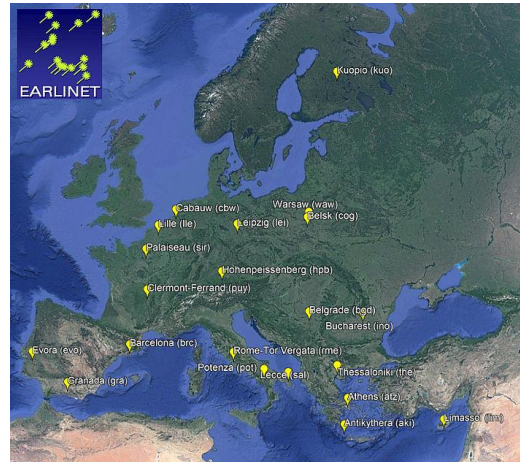 EARLINET
Kuopio (kuo)
Cabauw (cbw)
Warsaw (waw)
Lille (lle)
Leipzig (lei)
Belsk (cog)
Palaiseau (sir)
Hohenpeissenberg (hpb)
Clermont-Ferrand (puy)
Belgrade (bgd)
Bucharest (ino)
Evora (evo)
Barcelona (brc)
Rome-Tor Vergata (rme)
Potenza (pot)
Lecce (sal)
Thessaloniki (the)
Granada (gra)
Athens (atz)
Antikythera (aki)
Limassol (lim)